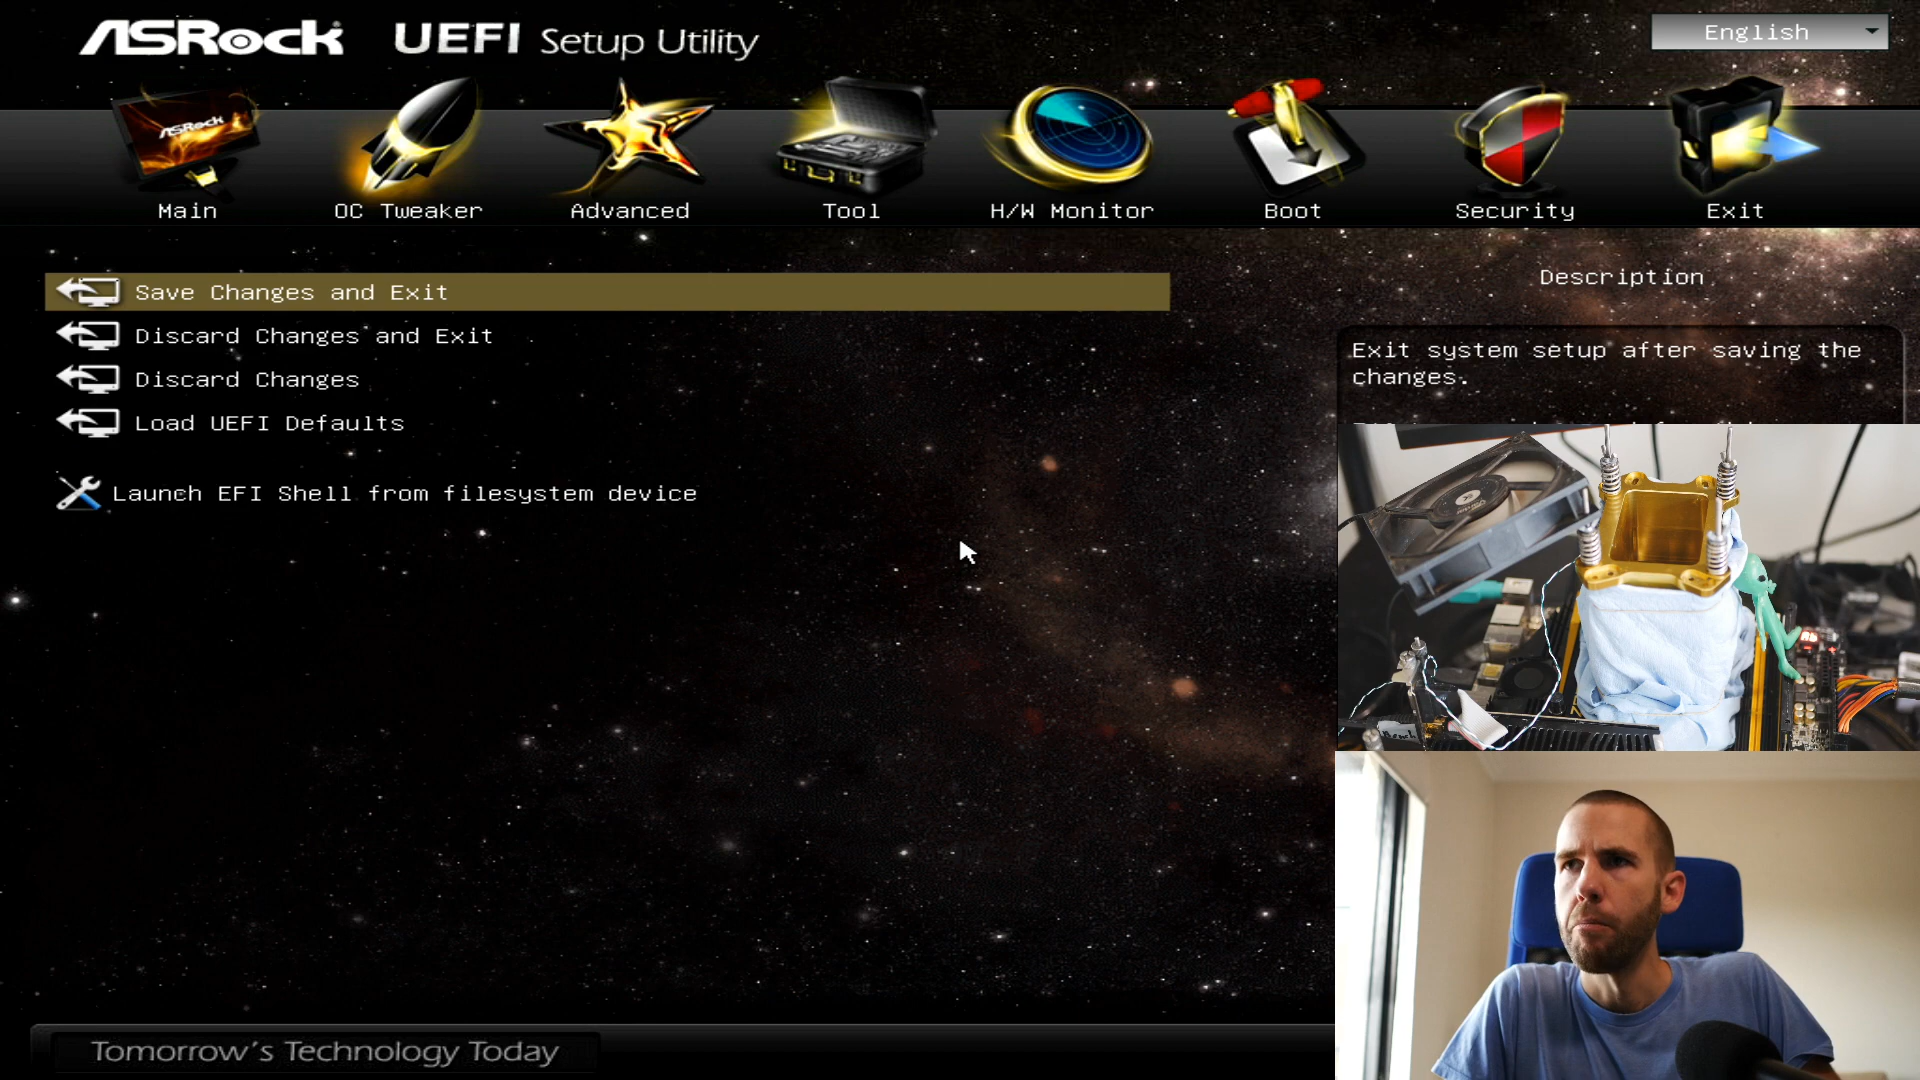 ASRock UEFI Setup Utility
English
ASRock
Main
OC Tweaker
Advanced
Tool
H/W Monitor
Boot
Security
Exit
Save Changes and Exit
Discard Changes and Exit
Discard Changes
Load UEFI Defaults
Launch EFI Shell from filesystem device
Description
Exit system setup after saving the
changes.
Tomorrow's Technology Today